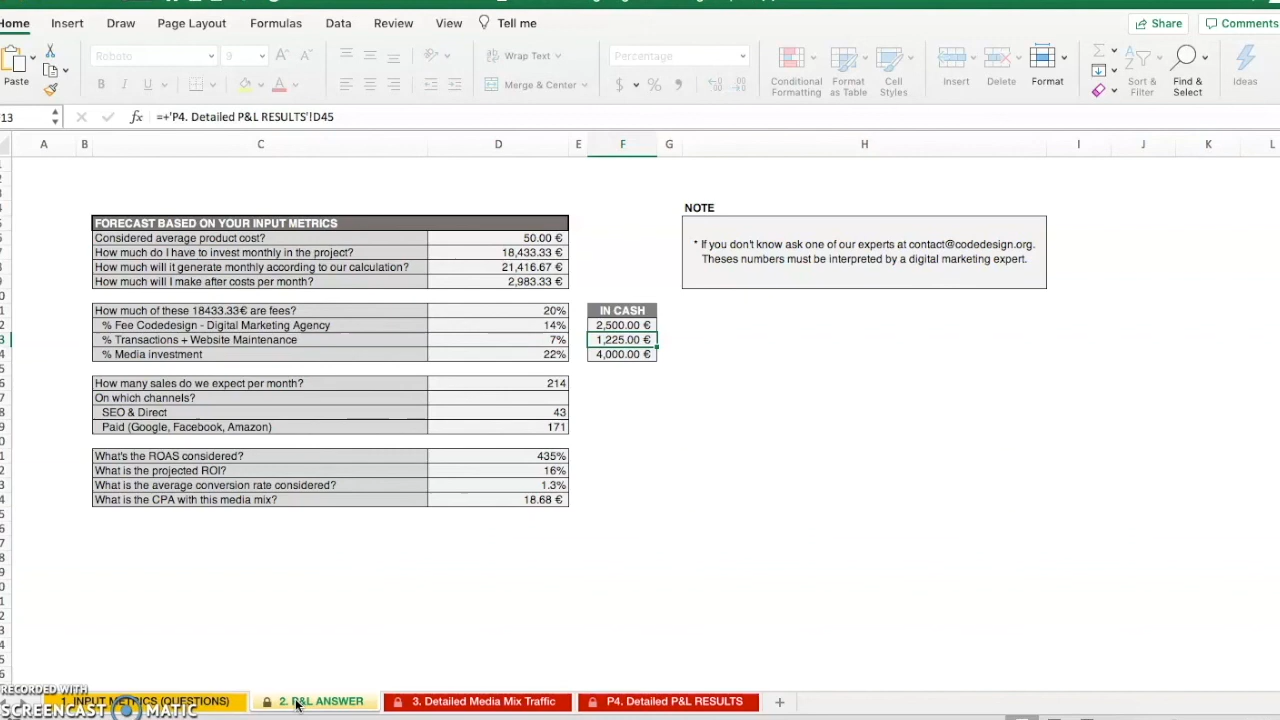 Home Insert Draw Page Layout Formulas Data Review View Tell me Share Comments
Roboto 9 Wrap Text Percentage
Paste Merge & Center Conditional Formatting Format as Table Cell Styles Insert Delete Format Sort & Filter Find & Select Ideas
13 fx =+'P4. Detailed P&L RESULTS'!D45
A B C D E F G H I J K L
NOTE
FORECAST BASED ON YOUR INPUT METRICS
Considered average product cost? 50.00 €
* If you don't know ask one of our experts at contact@codedesign.org.
How much do I have to invest monthly in the project? 18,433.33 €
Theses numbers must be interpreted by a digital marketing expert.
How much will it generate monthly according to our calculation? 21,416.67 €
How much will I make after costs per month? 2,983.33 €
How much of these 18433.33€ are fees? 20% IN CASH
% Fee Codedesign - Digital Marketing Agency 14% 2,500.00 €
% Transactions + Website Maintenance 7% 1,225.00 €
% Media investment 22% 4,000.00 €
How many sales do we expect per month? 214
On which channels?
SEO & Direct 43
Paid (Google, Facebook, Amazon) 171
What's the ROAS considered? 435%
What is the projected ROI? 16%
What is the average conversion rate considered? 1.3%
What is the CPA with this media mix? 18.68 €
RECORDED WITH
SCREENCAST MATIC
1. INPUT METRICS (QUESTIONS) 2. P&L ANSWER 3. Detailed Media Mix Traffic P4. Detailed P&L RESULTS